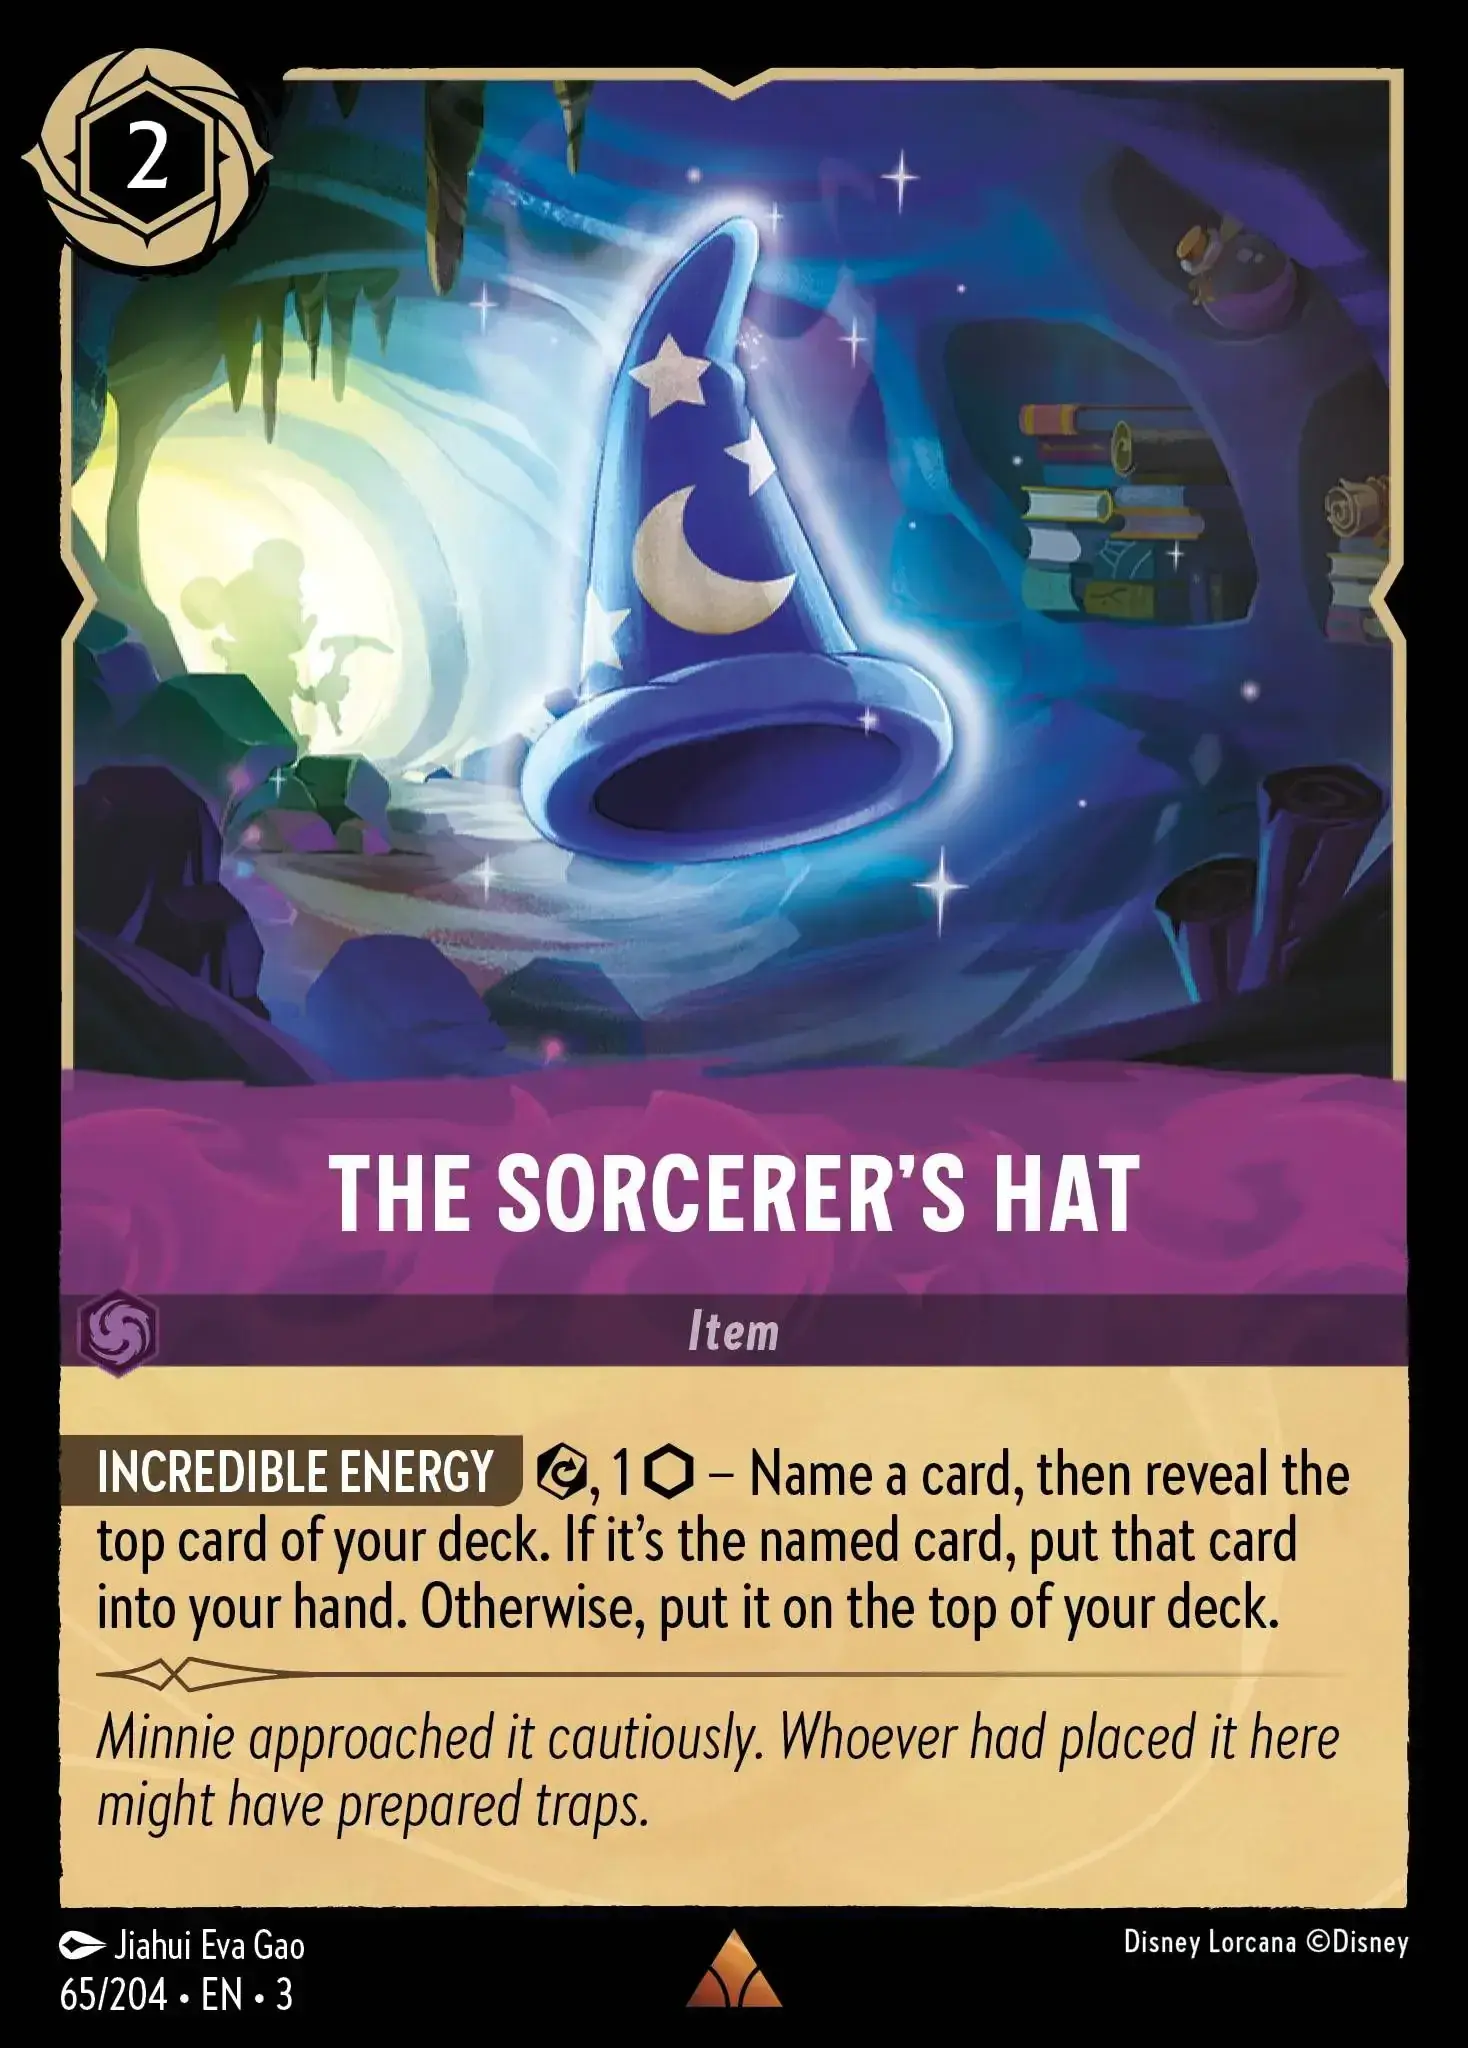 2
THE SORCERER’S HAT
Item
INCREDIBLE ENERGY , 1 – Name a card, then reveal the
top card of your deck. If it’s the named card, put that card
into your hand. Otherwise, put it on the top of your deck.
Minnie approached it cautiously. Whoever had placed it here
might have prepared traps.
Jiahui Eva Gao
Disney Lorcana ©Disney
65/204 • EN • 3